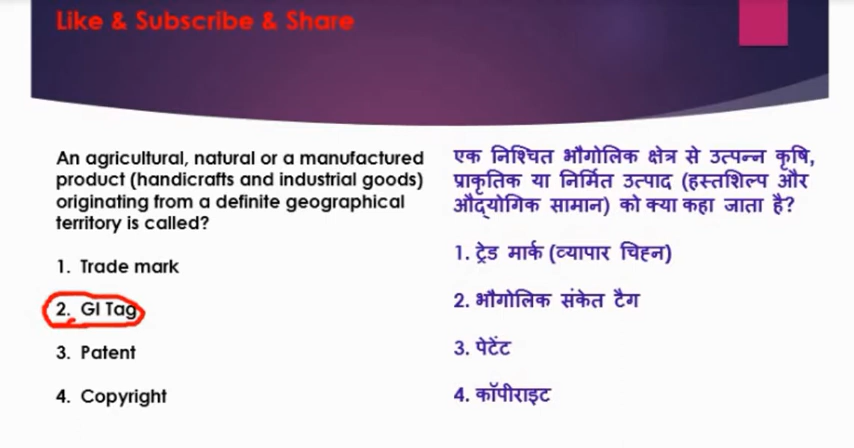 Like & Subscribe & Share
An agricultural, natural or a manufactured
product (handicrafts and industrial goods)
originating from a definite geographical
territory is called?
1. Trade mark
2. GI Tag
3. Patent
4. Copyright
एक निश्चित भौगोलिक क्षेत्र से उत्पन्न कृषि,
प्राकृतिक या निर्मित उत्पाद (हस्तशिल्प और
औद्योगिक सामान) को क्या कहा जाता है?
1. ट्रेड मार्क (व्यापार चिह्न)
2. भौगोलिक संकेत टैग
3. पेटेंट
4. कॉपीराइट